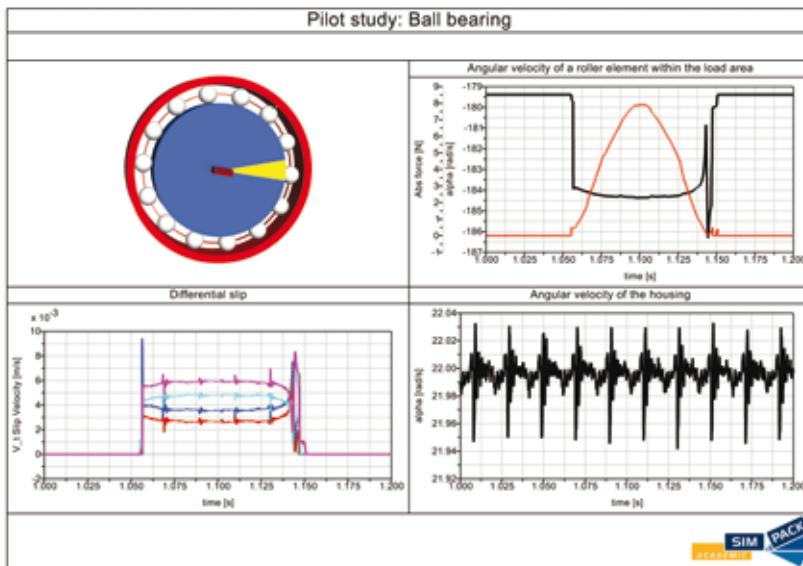 Pilot study: Ball bearing
Angular velocity of a roller element within the load area
Abs force [N]
alpha [rad/s]
-179
-180
-182
-184
-186
-187
1.000 1.025 1.050 1.075 1.100 1.125 1.150 1.175 1.200
time [s]
Differential slip
x 10-3
V_t Slip Velocity [m/s]
10
8
6
4
2
0
-2
1.000 1.025 1.050 1.075 1.100 1.125 1.150 1.175 1.200
time [s]
Angular velocity of the housing
alpha [rad/s]
22.04
22.02
22.00
21.98
21.96
21.94
21.92
1.000 1.025 1.050 1.075 1.100 1.125 1.150 1.175 1.200
time [s]
SIM PACK
ACADEMIC